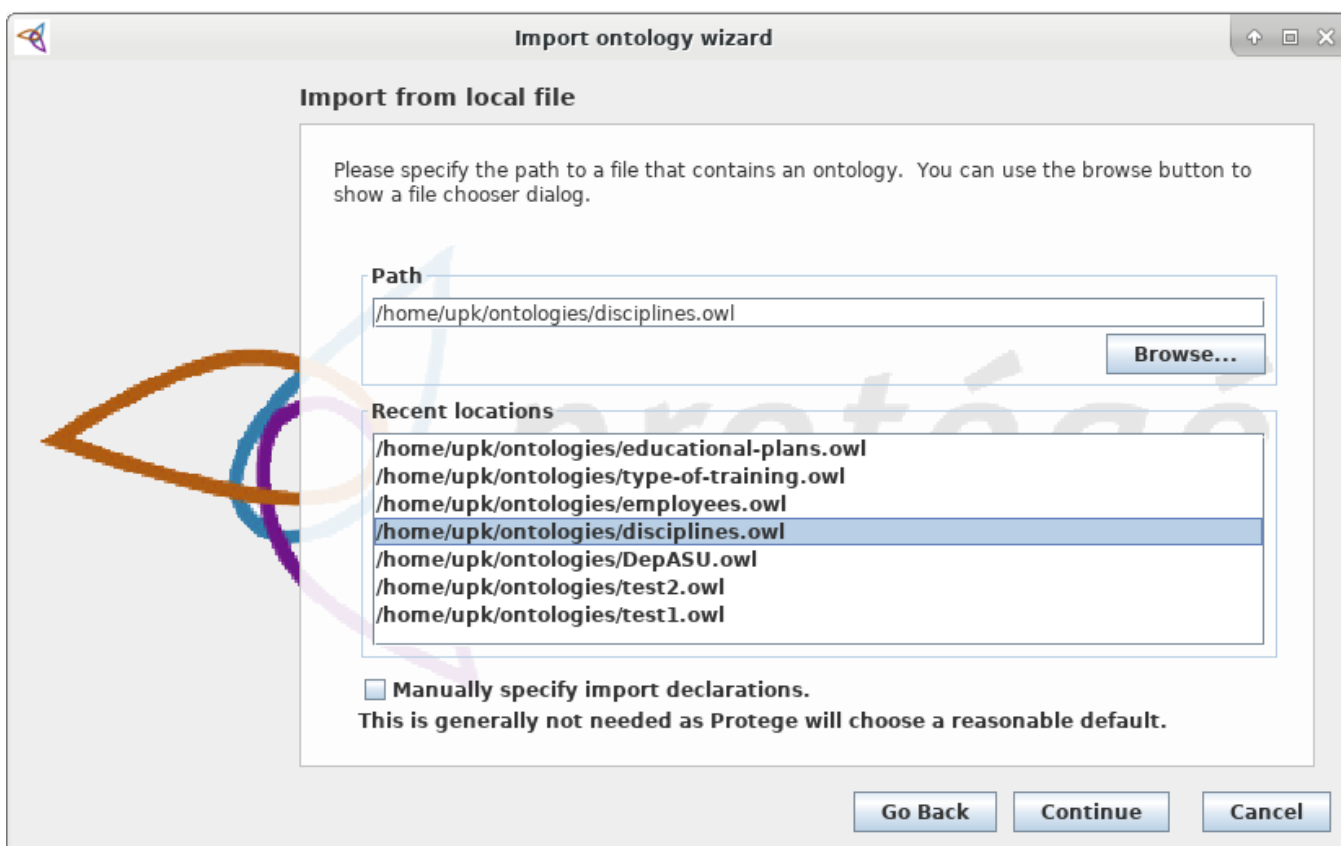 Import ontology wizard
Import from local file
Please specify the path to a file that contains an ontology.  You can use the browse button to
show a file chooser dialog.
Path
/home/upk/ontologies/disciplines.owl
Browse...
protégé
Recent locations
/home/upk/ontologies/educational-plans.owl
/home/upk/ontologies/type-of-training.owl
/home/upk/ontologies/employees.owl
/home/upk/ontologies/disciplines.owl
/home/upk/ontologies/DepASU.owl
/home/upk/ontologies/test2.owl
/home/upk/ontologies/test1.owl
Manually specify import declarations.
This is generally not needed as Protege will choose a reasonable default.
Go Back Continue Cancel